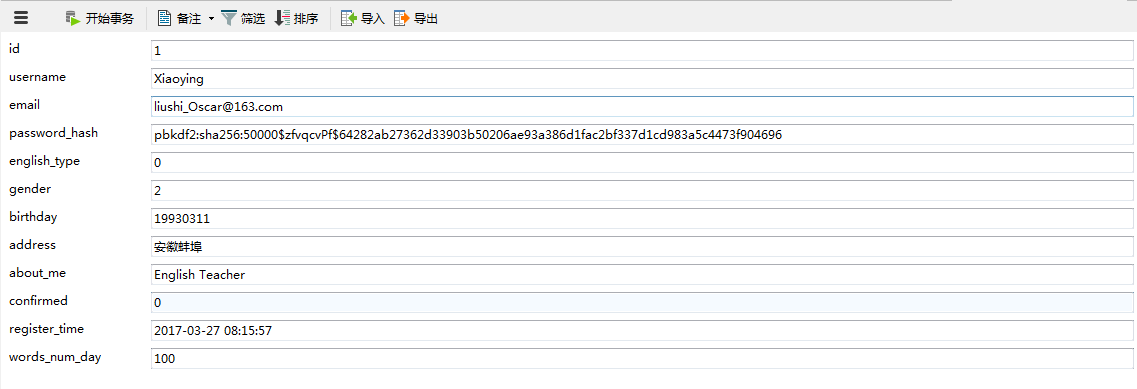 开始事务 备注 筛选 排序 导入 导出
id 1
username Xiaoying
email liushi_Oscar@163.com
password_hash pbkdf2:sha256:50000$zfvqcvPf$64282ab27362d33903b50206ae93a386d1fac2bf337d1cd983a5c4473f904696
english_type 0
gender 2
birthday 19930311
address 安徽蚌埠
about_me English Teacher
confirmed 0
register_time 2017-03-27 08:15:57
words_num_day 100